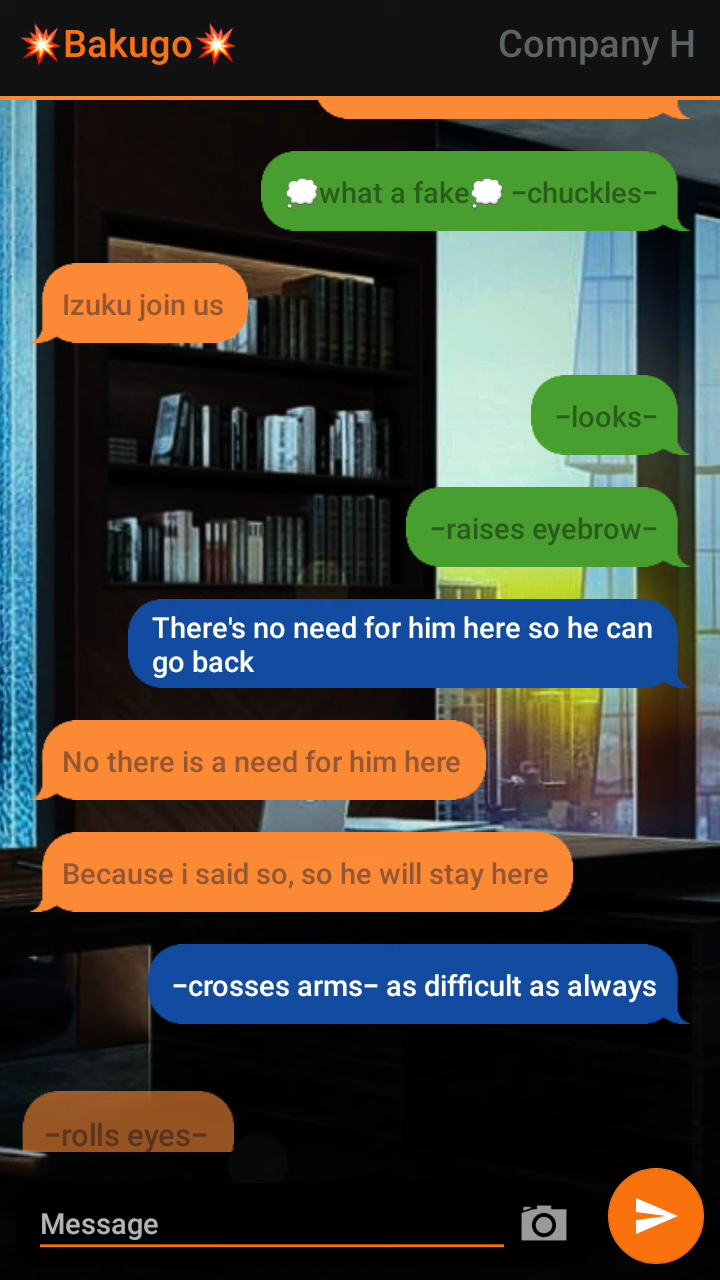 💥Bakugo💥 Company H
💭what a fake💭 –chuckles–
Izuku join us
–looks–
–raises eyebrow–
There's no need for him here so he can
go back
No there is a need for him here
Because i said so, so he will stay here
–crosses arms– as difficult as always
–rolls eyes–
Message